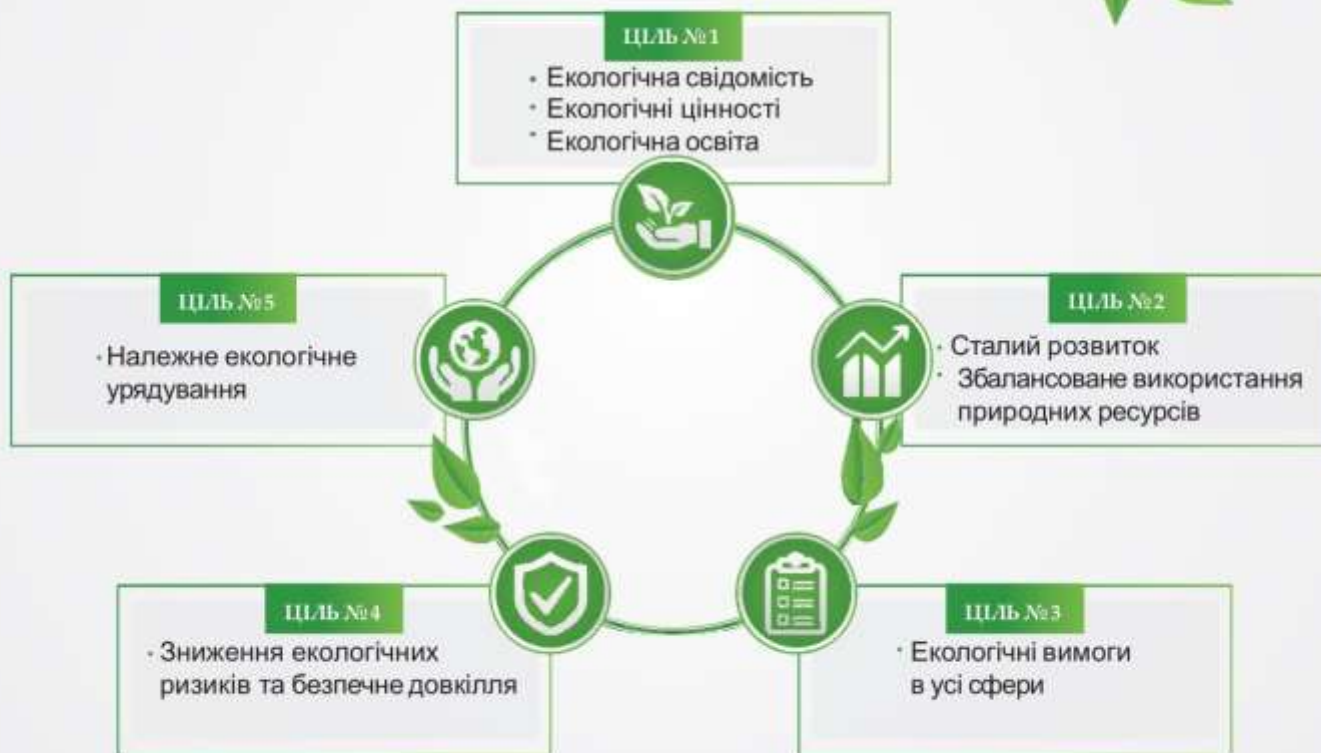 ЦІЛЬ №1
• Екологічна свідомість
• Екологічні цінності
• Екологічна освіта
ЦІЛЬ №2
• Сталий розвиток
• Збалансоване використання
природних ресурсів
ЦІЛЬ №3
• Екологічні вимоги
в усі сфери
ЦІЛЬ №4
• Зниження екологічних
ризиків та безпечне довкілля
ЦІЛЬ №5
• Належне екологічне
урядування